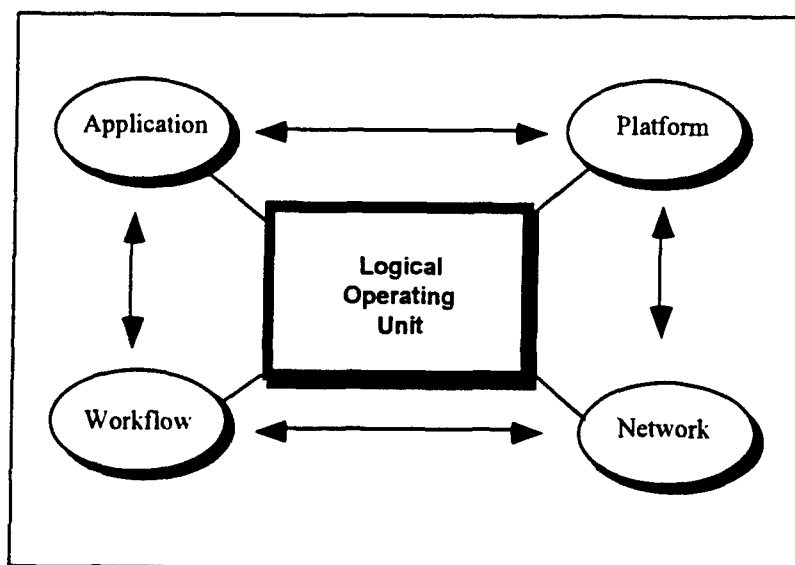 Application
Platform
Logical
Operating
Unit
Workflow
Network